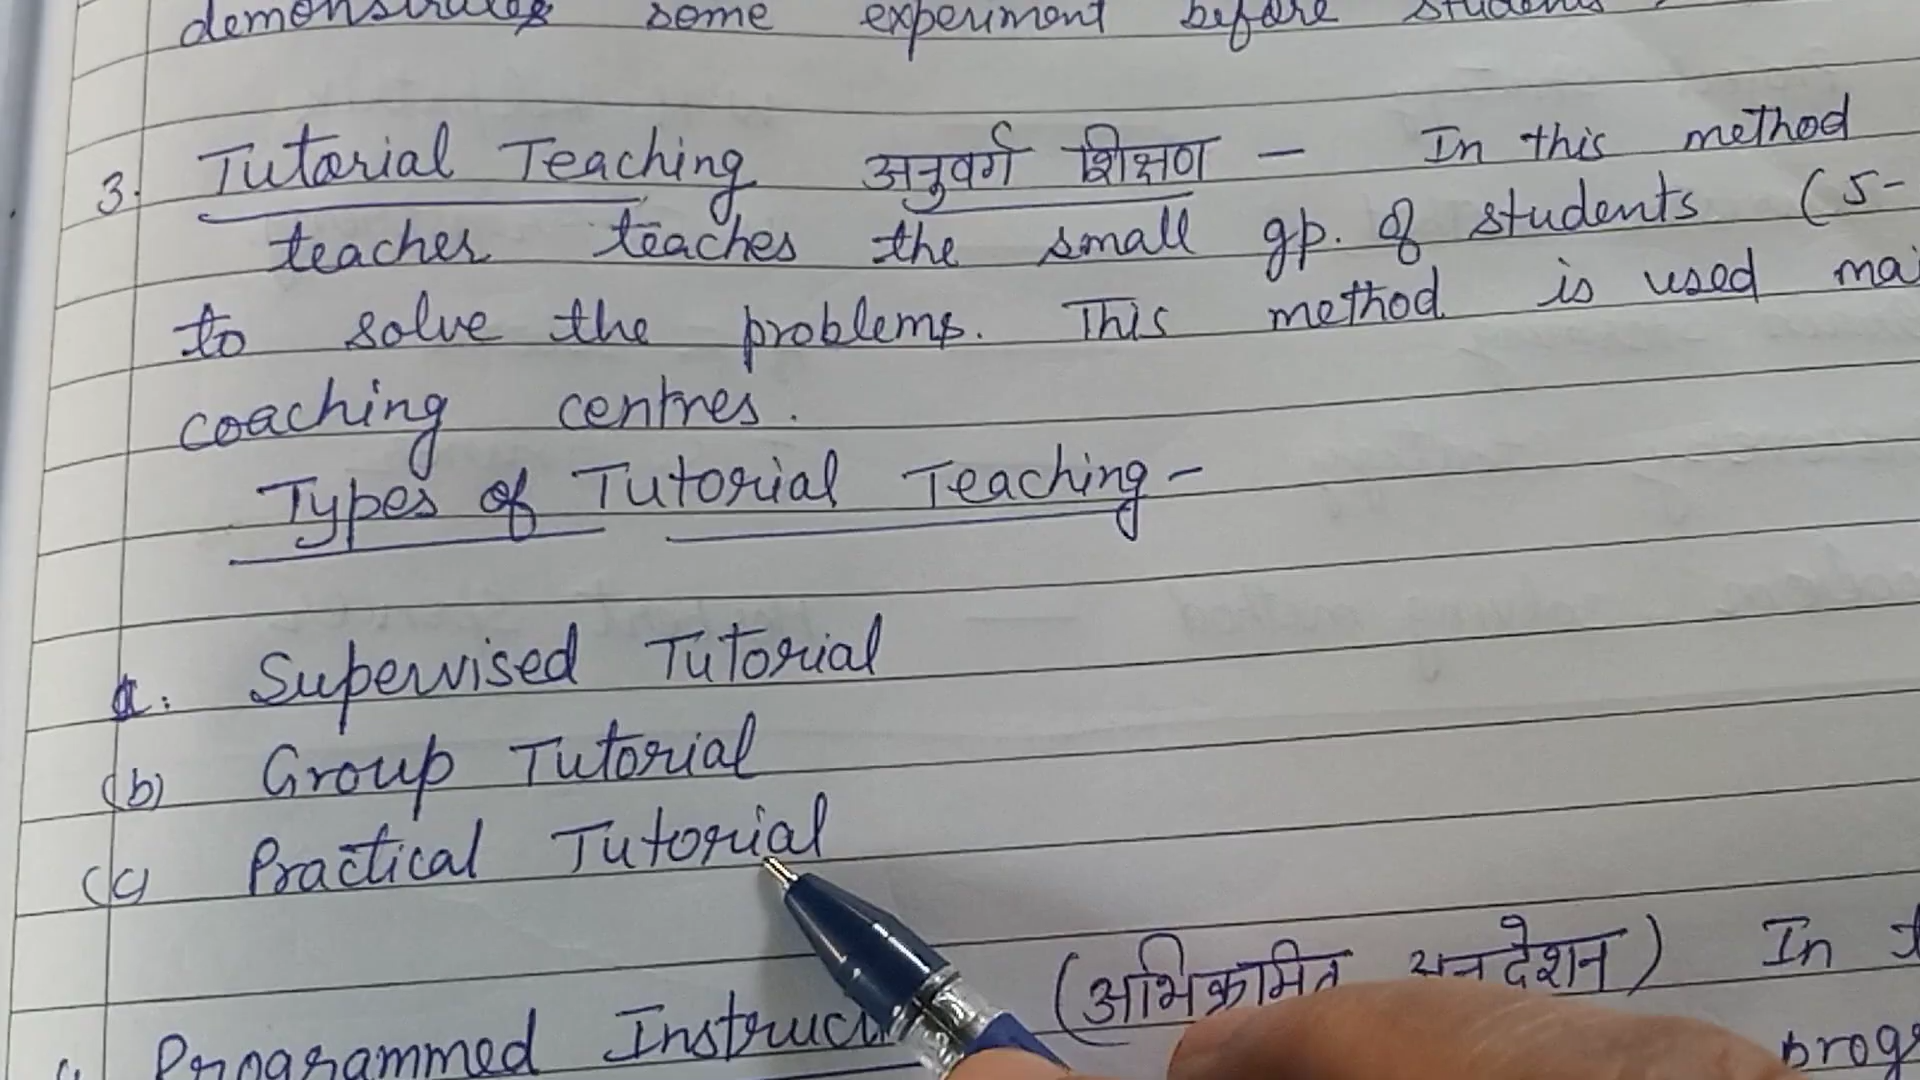 demonstrates some experiment before students
3. Tutorial Teaching अनुवर्ग शिक्षण - In this method
teacher teaches the small gp. of students (5-
to solve the problems. This method is used
coaching centres.
Types of Tutorial Teaching -
a. Supervised Tutorial
(b) Group Tutorial
(c) Practical Tutorial
Programmed (अभिक्रमित In